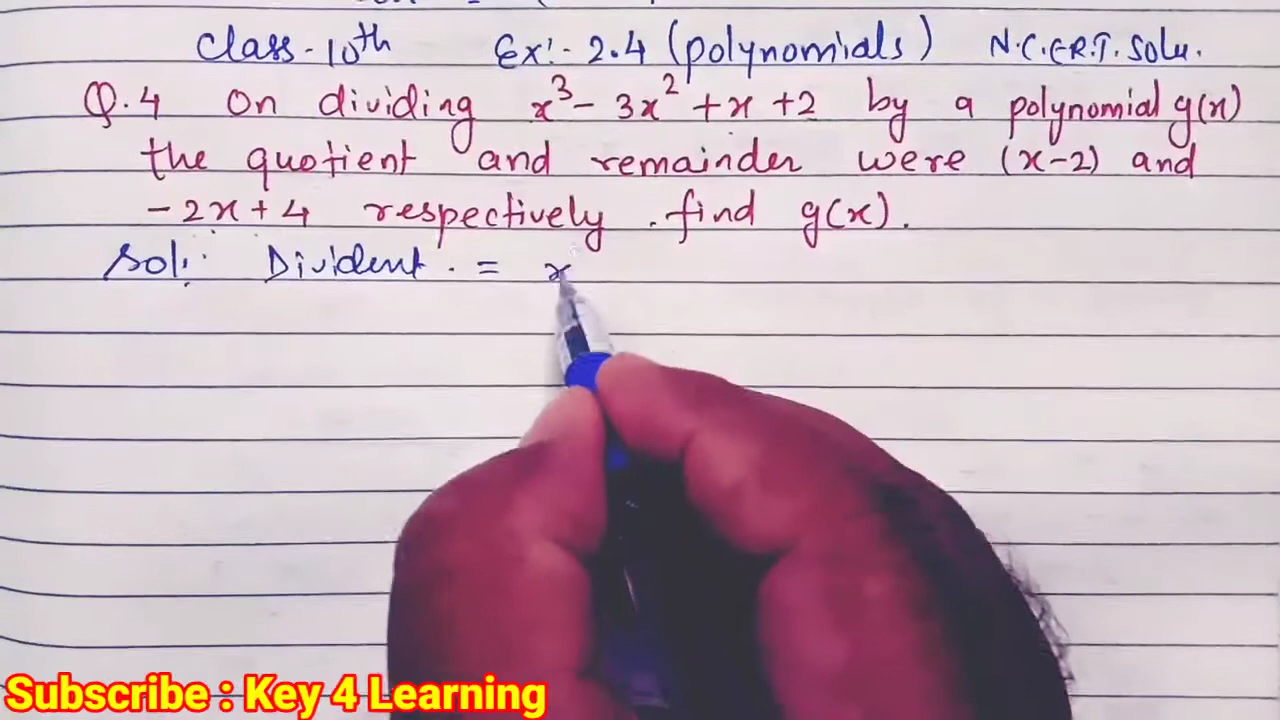 Class-10th Ex:- 2.4 (polynomials) N.C.E.R.T. Solu.
Q.4 On dividing x³- 3x² +x +2 by a polynomial g(x)
the quotient and remainder were (x-2) and
-2x+4 respectively. find g(x).
Sol:- Divident. = x
Subscribe : Key 4 Learning